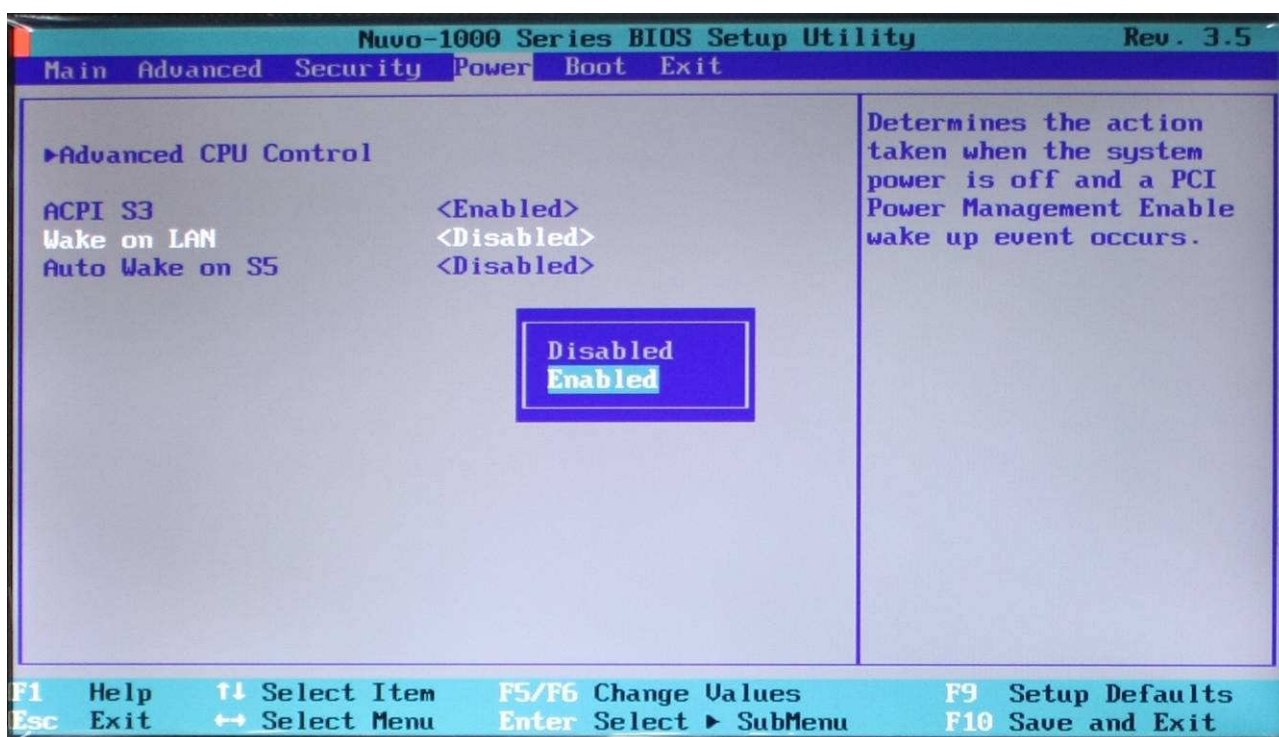 Nuvo-1000 Series BIOS Setup Utility Rev. 3.5
Main Advanced Security Power Boot Exit
►Advanced CPU Control
ACPI S3 <Enabled>
Wake on LAN <Disabled>
Auto Wake on S5 <Disabled>
Disabled
Enabled
Determines the action
taken when the system
power is off and a PCI
Power Management Enable
wake up event occurs.
F1 Help ↑↓ Select Item F5/F6 Change Values F9 Setup Defaults
Esc Exit ↔ Select Menu Enter Select ► SubMenu F10 Save and Exit